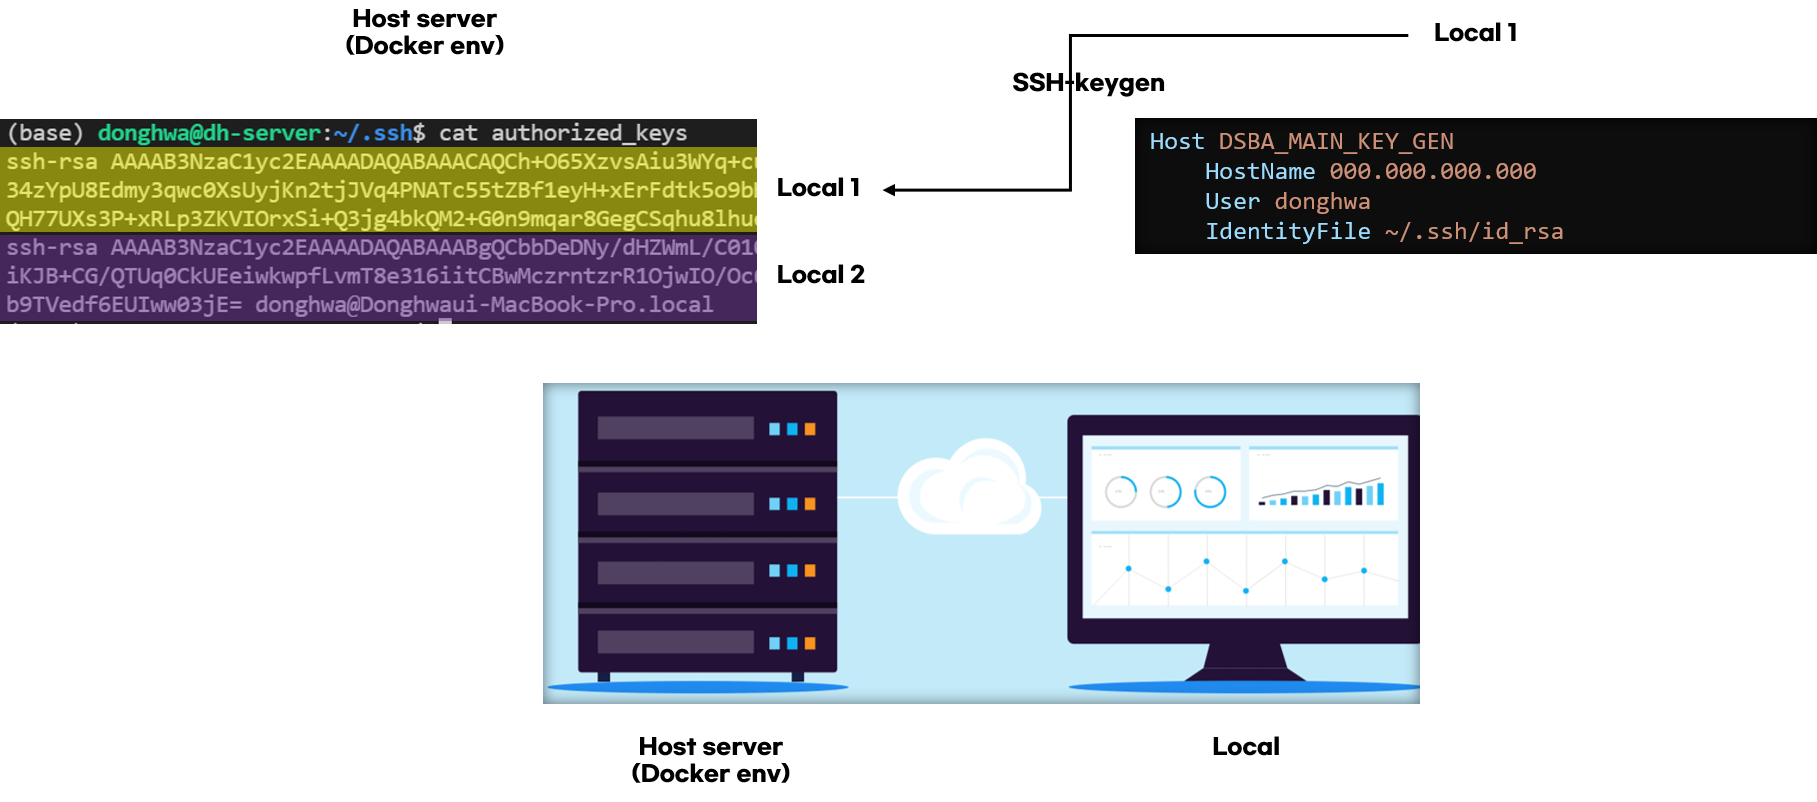 Host server
(Docker env)
Local 1
SSH-keygen
(base) donghwa@dh-server:~/.ssh$ cat authorized_keys
ssh-rsa AAAAB3NzaC1yc2EAAAADAQABAAACAQCh+O65XzvsAiu3WYq+cu
34zYpU8Edmy3qwc0XsUyjKn2tjJVq4PNATc55tZBf1eyH+xErFdtk5o9b
QH77UXs3P+xRLp3ZKVIOrxSi+Q3jg4bkQM2+G0n9mqar8GegCSqhu8lhu
Local 1
ssh-rsa AAAAB3NzaC1yc2EAAAADAQABAAABgQCbbDeDNy/dHZWmL/C01
iKJB+CG/QTUq0CkUEeiwkwpfLvmT8e316iitCBwMczrntzrR1OjwIO/Oc
b9TVedf6EUIww03jE= donghwa@Donghwaui-MacBook-Pro.local
Local 2
Host DSBA_MAIN_KEY_GEN
HostName 000.000.000.000
User donghwa
IdentityFile ~/.ssh/id_rsa
Host server
(Docker env)
Local